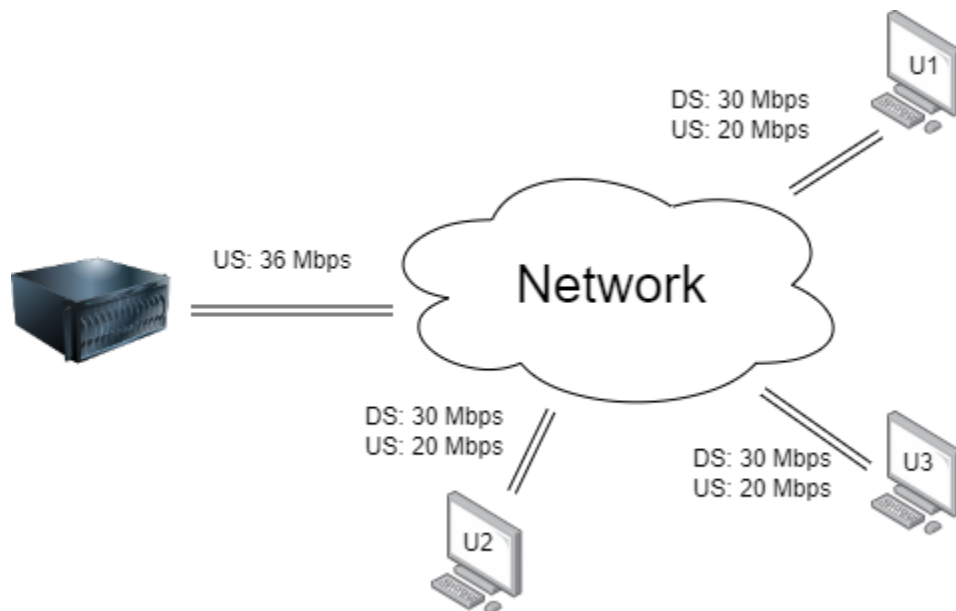 U1
DS: 30 Mbps
US: 20 Mbps
US: 36 Mbps
Network
DS: 30 Mbps
US: 20 Mbps
DS: 30 Mbps
US: 20 Mbps
U3
U2